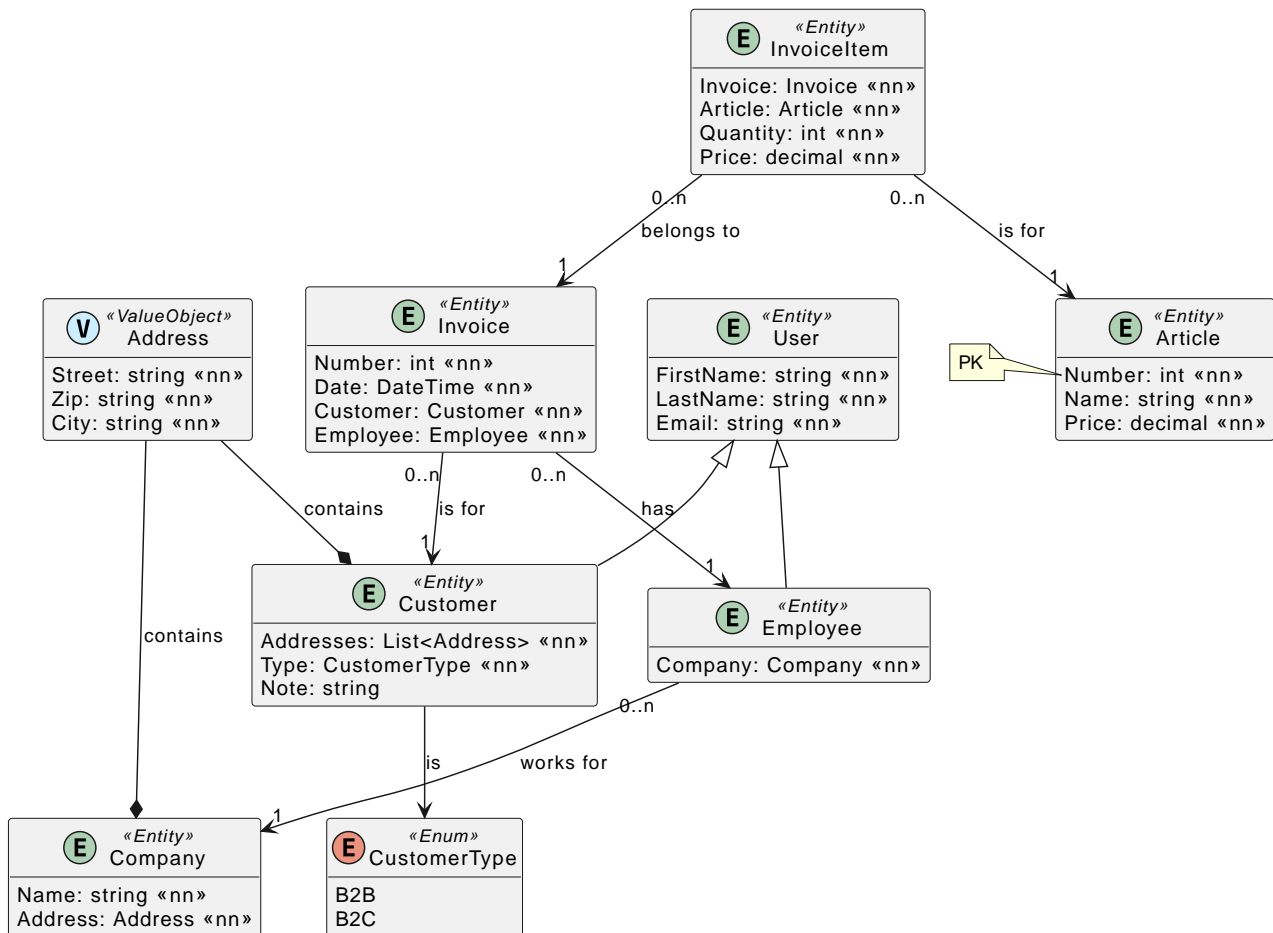 «Entity»
E InvoiceItem
Invoice: Invoice «nn»
Article: Article «nn»
Quantity: int «nn»
Price: decimal «nn»
0..n
0..n
belongs to
is for
1
1
«ValueObject»
V Address
Street: string «nn»
Zip: string «nn»
City: string «nn»
«Entity»
E Invoice
Number: int «nn»
Date: DateTime «nn»
Customer: Customer «nn»
Employee: Employee «nn»
«Entity»
E User
FirstName: string «nn»
LastName: string «nn»
Email: string «nn»
PK
«Entity»
E Article
Number: int «nn»
Name: string «nn»
Price: decimal «nn»
0..n
0..n
contains
is for
has
1
1
«Entity»
E Customer
Addresses: List<Address> «nn»
Type: CustomerType «nn»
Note: string
«Entity»
E Employee
Company: Company «nn»
contains
0..n
is
works for
1
«Entity»
E Company
Name: string «nn»
Address: Address «nn»
«Enum»
E CustomerType
B2B
B2C